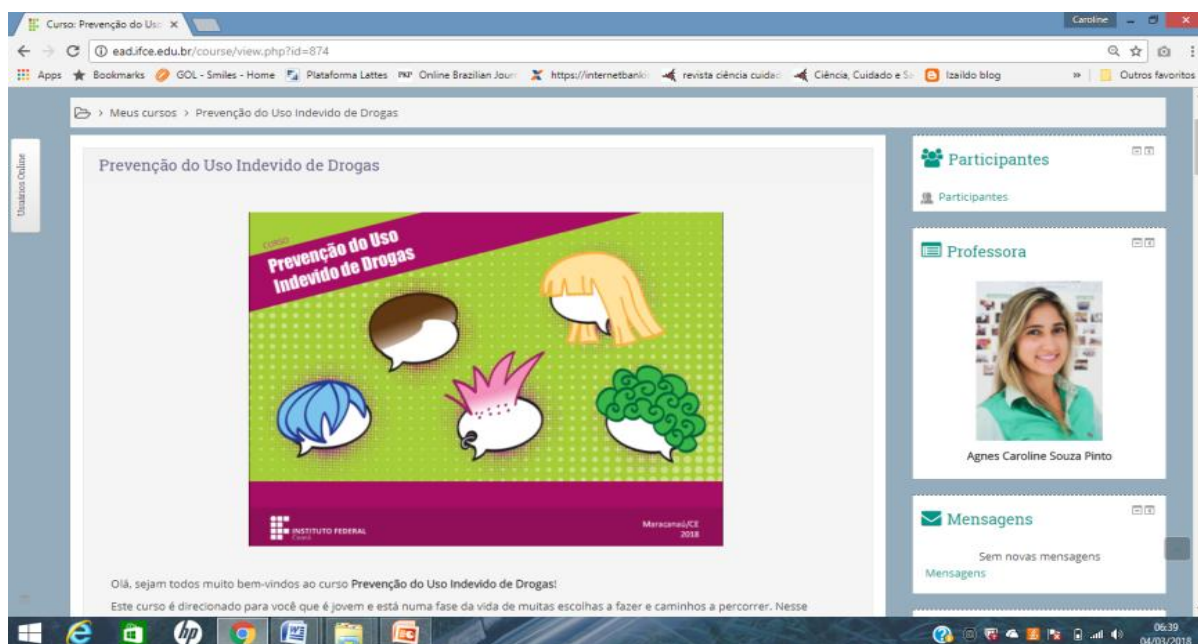 Curso: Prevenção do Us
Caroline
ead.ifce.edu.br/course/view.php?id=874
Apps Bookmarks GOL - Smiles - Home Plataforma Lattes PKP Online Brazilian Jour https://internetbanki revista ciência cuidad Ciência, Cuidado e Sa Izaildo blog » Outros favoritos
> Meus cursos > Prevenção do Uso Indevido de Drogas
Usuários Online
Prevenção do Uso Indevido de Drogas
CURSO
Prevenção do Uso
Indevido de Drogas
INSTITUTO FEDERAL
Ceará
Maracanaú/CE
2018
Olá, sejam todos muito bem-vindos ao curso Prevenção do Uso Indevido de Drogas!
Este curso é direcionado para você que é jovem e está numa fase da vida de muitas escolhas a fazer e caminhos a percorrer. Nesse
Participantes
Participantes
Professora
Agnes Caroline Souza Pinto
Mensagens
Sem novas mensagens
Mensagens
hp
06:39
04/03/2018